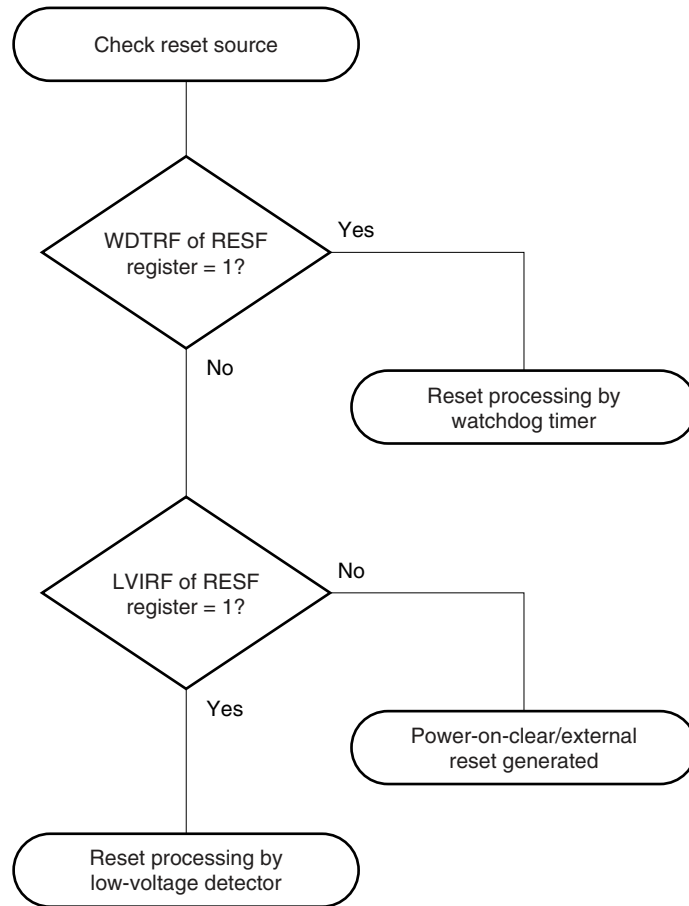 Check reset source
WDTRF of RESF
register = 1?
Yes
No
Reset processing by
watchdog timer
LVIRF of RESF
register = 1?
No
Yes
Power-on-clear/external
reset generated
Reset processing by
low-voltage detector